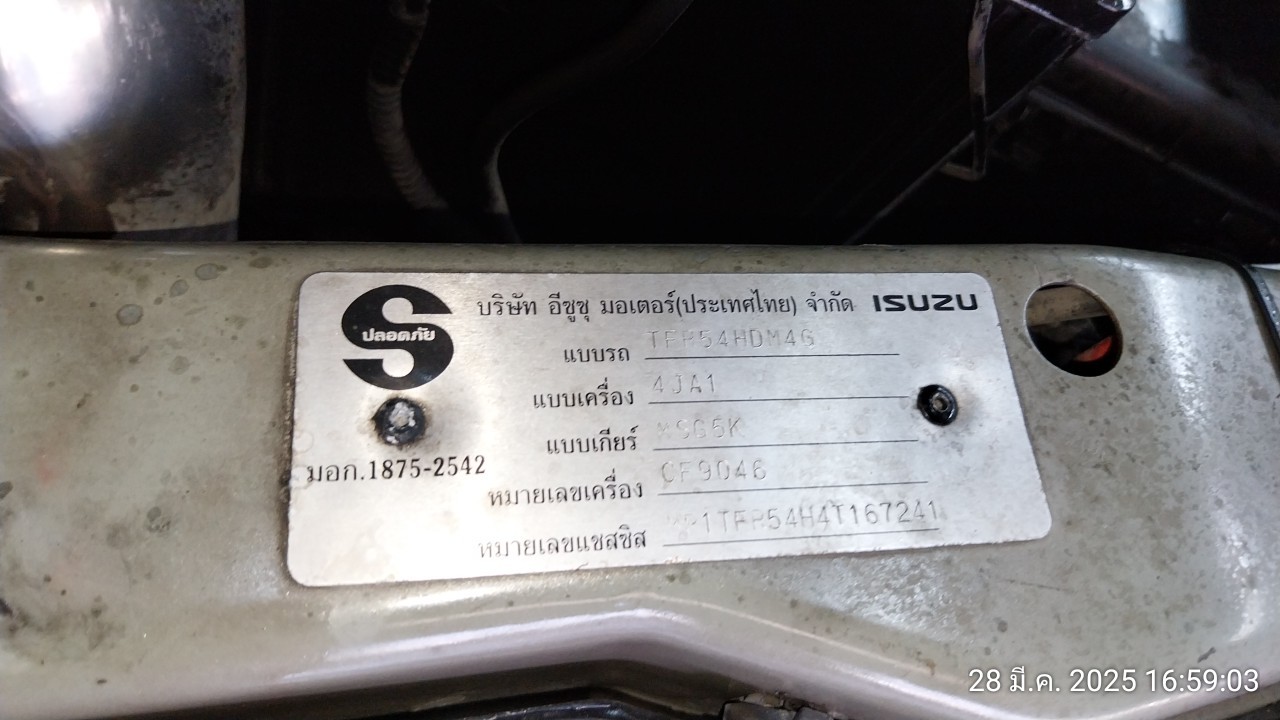 บริษัท อีซูซุ มอเตอร์(ประเทศไทย) จำกัด ISUZU
S
ปลอดภัย
แบบรถ TFR54HDM4G
แบบเครื่อง 4JA1
แบบเกียร์ MSG5K
มอก.1875-2542
หมายเลขเครื่อง CF9046
หมายเลขแชสซิส MP1TFR54H4T167241
28 มี.ค. 2025 16:59:03